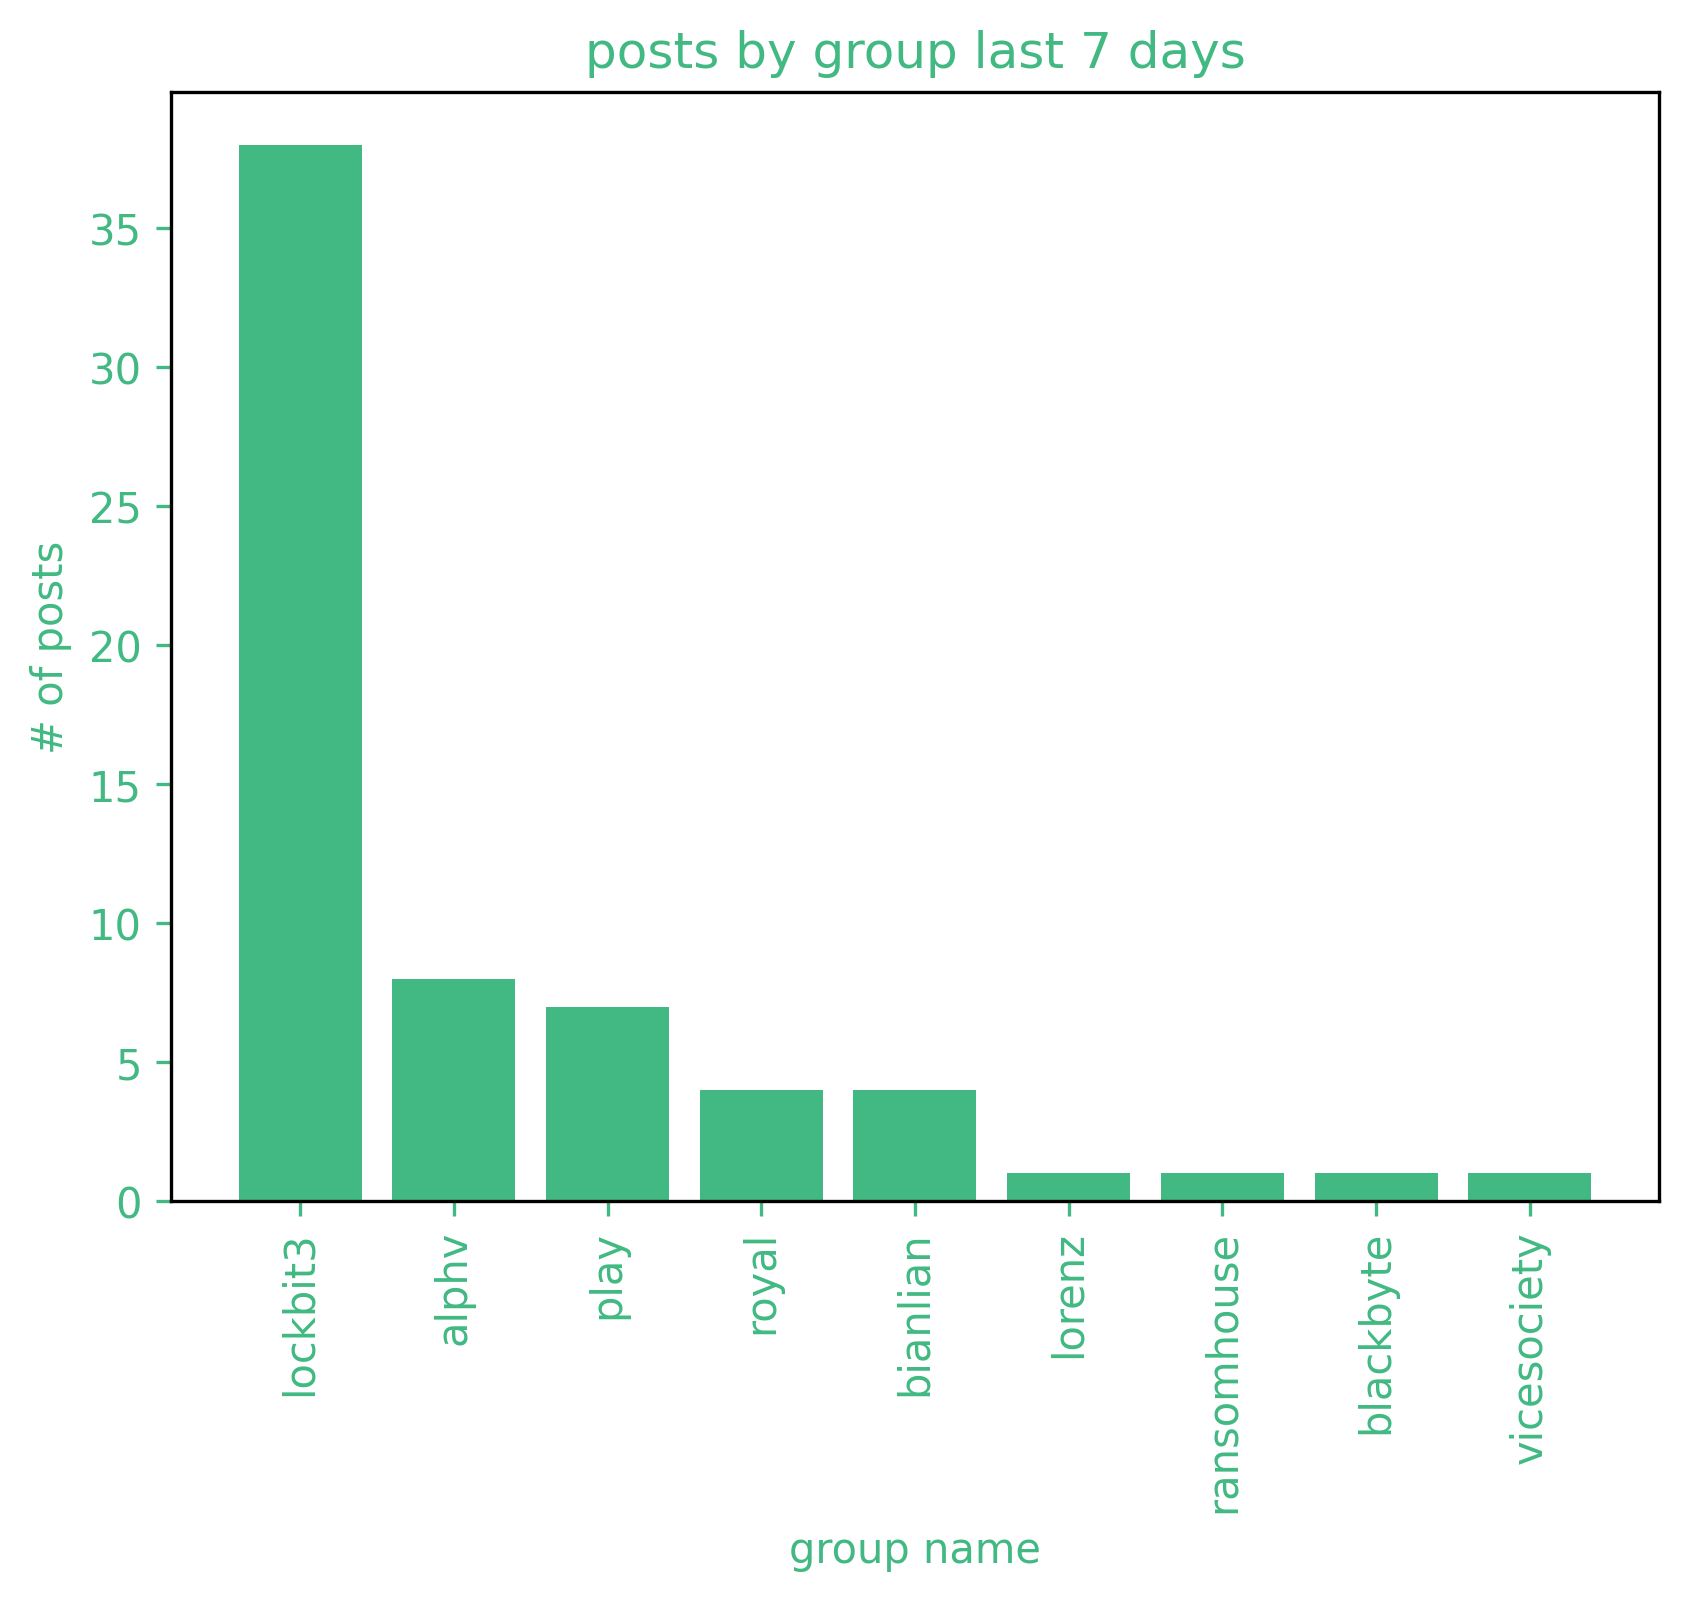 posts by group last 7 days
# of posts
35
30
25
20
15
10
5
0
lockbit3
alphv
play
royal
bianlian
lorenz
ransomhouse
blackbyte
vicesociety
group name